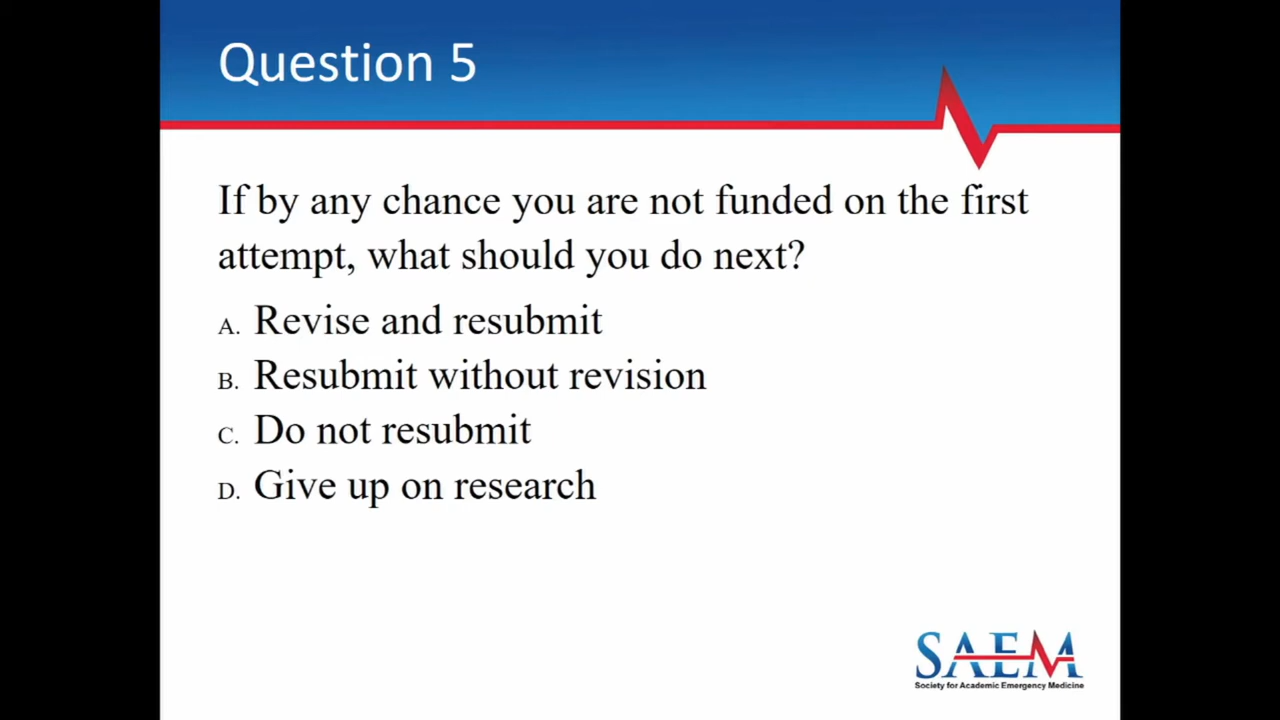 Question 5
If by any chance you are not funded on the first
attempt, what should you do next?
A. Revise and resubmit
B. Resubmit without revision
C. Do not resubmit
D. Give up on research
SAEM
Society for Academic Emergency Medicine